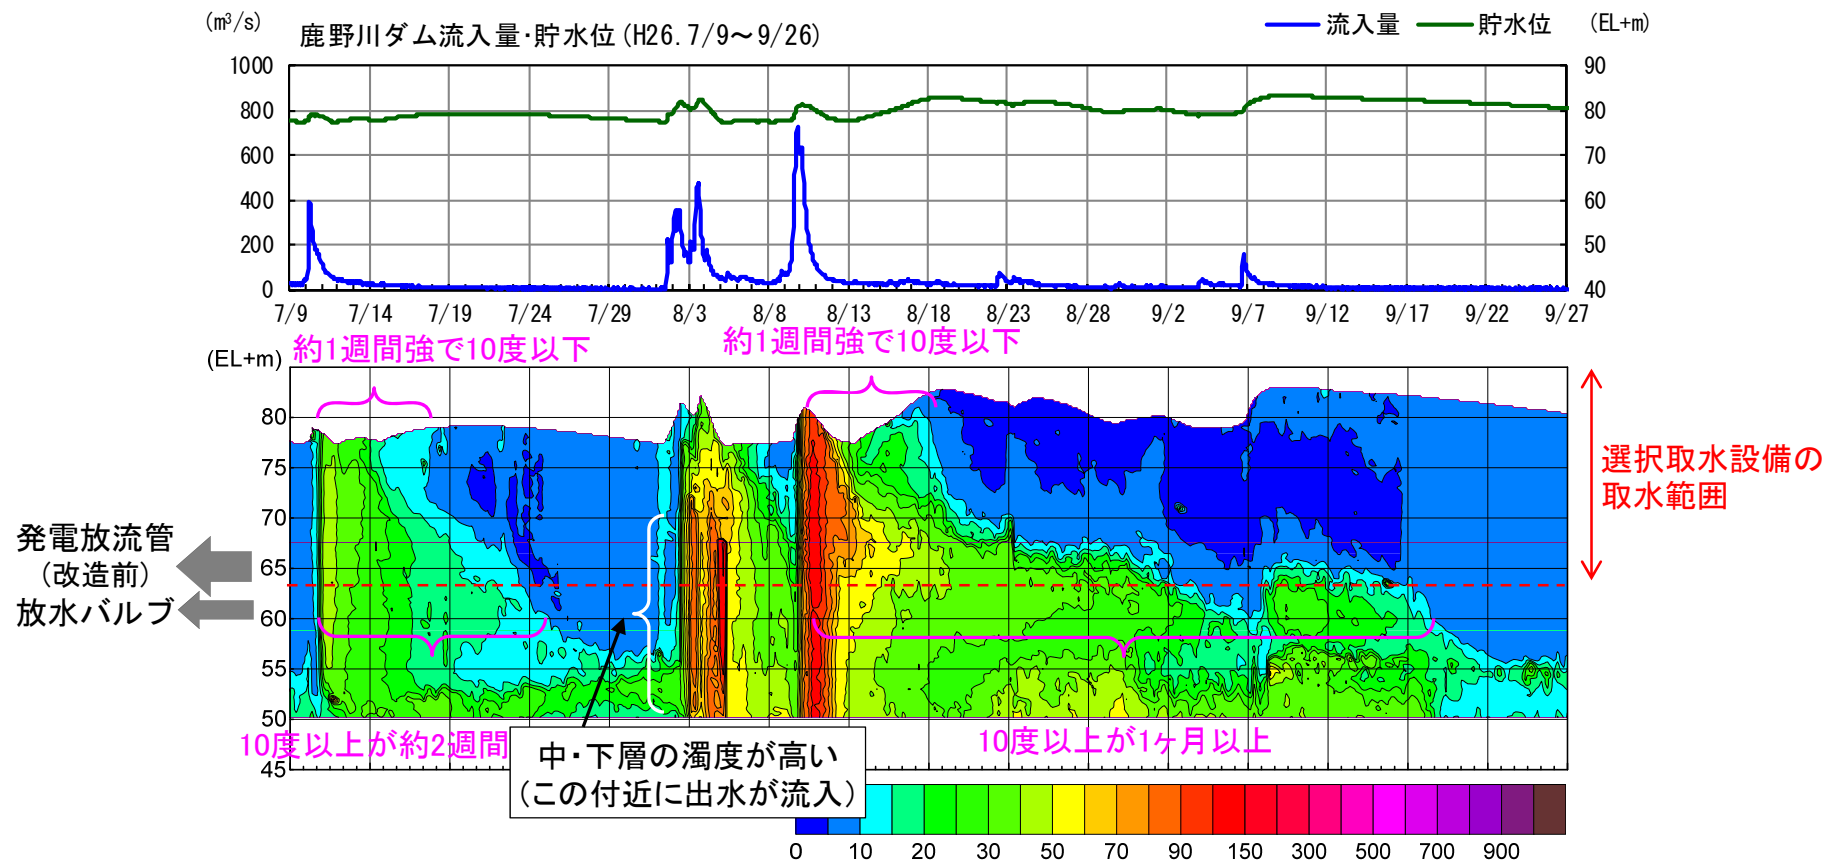 (m³/s)
鹿野川ダム流入量･貯水位(H26.7/9～9/26)
流入量
貯水位
(EL+m)
1000
800
600
400
200
0
90
80
70
60
50
40
7/9 7/14 7/19 7/24 7/29 8/3 8/8 8/13 8/18 8/23 8/28 9/2 9/7 9/12 9/17 9/22 9/27
約1週間強で10度以下
約1週間強で10度以下
(EL+m)
80
75
70
65
60
55
50
45
選択取水設備の
取水範囲
発電放流管
(改造前)
放水バルブ
10度以上が約2週間
中･下層の濁度が高い
(この付近に出水が流入)
10度以上が1ヶ月以上
0 10 20 30 50 70 90 150 300 500 700 900